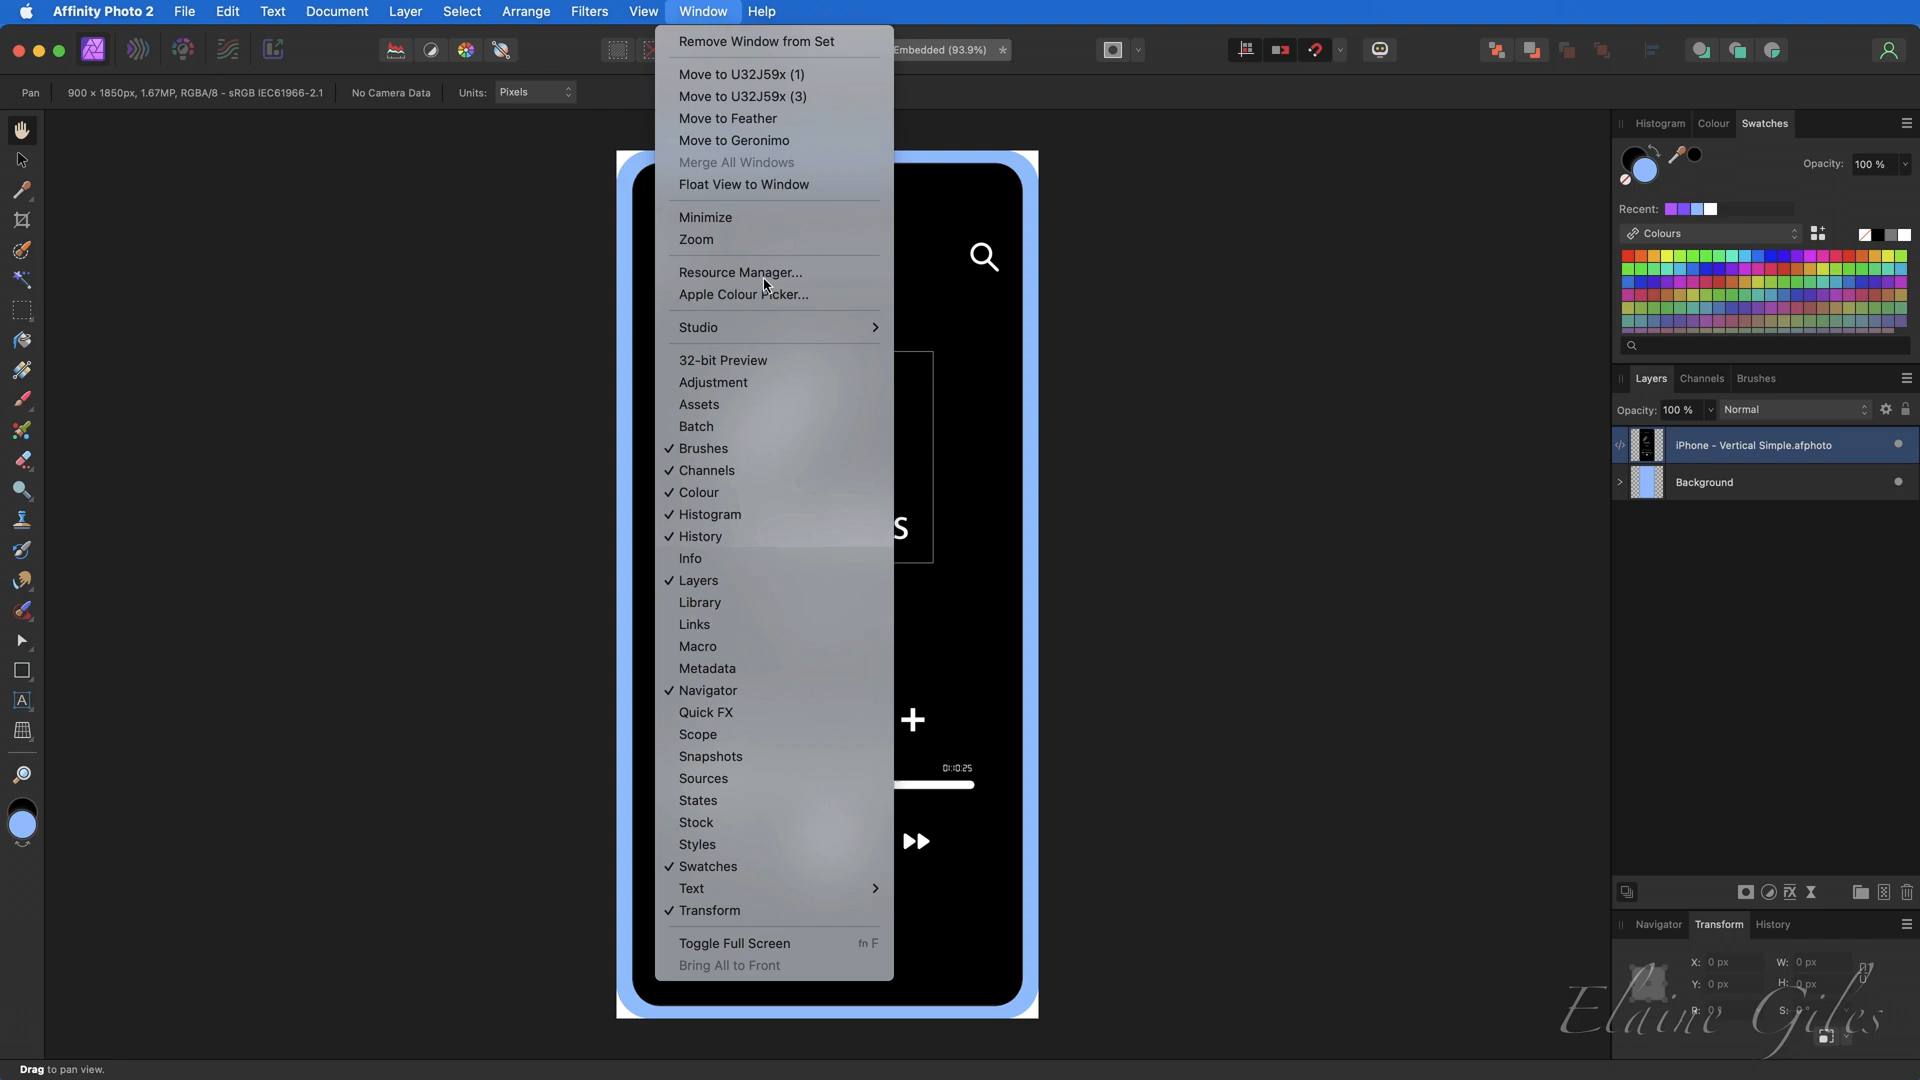 Affinity Photo 2 File Edit Text Document Layer Select Arrange Filters View Window Help
Embedded (93.9%) *
Pan 900 × 1850px, 1.67MP, RGBA/8 - sRGB IEC61966-2.1 No Camera Data Units: Pixels
Remove Window from Set
Move to U32J59x (1)
Move to U32J59x (3)
Move to Feather
Move to Geronimo
Merge All Windows
Float View to Window
Minimize
Zoom
Resource Manager...
Apple Colour Picker...
Studio
32-bit Preview
Adjustment
Assets
Batch
✓ Brushes
✓ Channels
✓ Colour
✓ Histogram
✓ History
Info
✓ Layers
Library
Links
Macro
Metadata
✓ Navigator
Quick FX
Scope
Snapshots
Sources
States
Stock
Styles
✓ Swatches
Text
✓ Transform
Toggle Full Screen fn F
Bring All to Front
s
01:10:25
Histogram Colour Swatches
Opacity: 100 %
Recent:
Colours
Layers Channels Brushes
Opacity: 100 % Normal
iPhone - Vertical Simple.afphoto
Background
Navigator Transform History
X: 0 px W: 0 px
Y: 0 px H: 0 px
R: 0 ° S: 0 °
Elaine Giles
Drag to pan view.